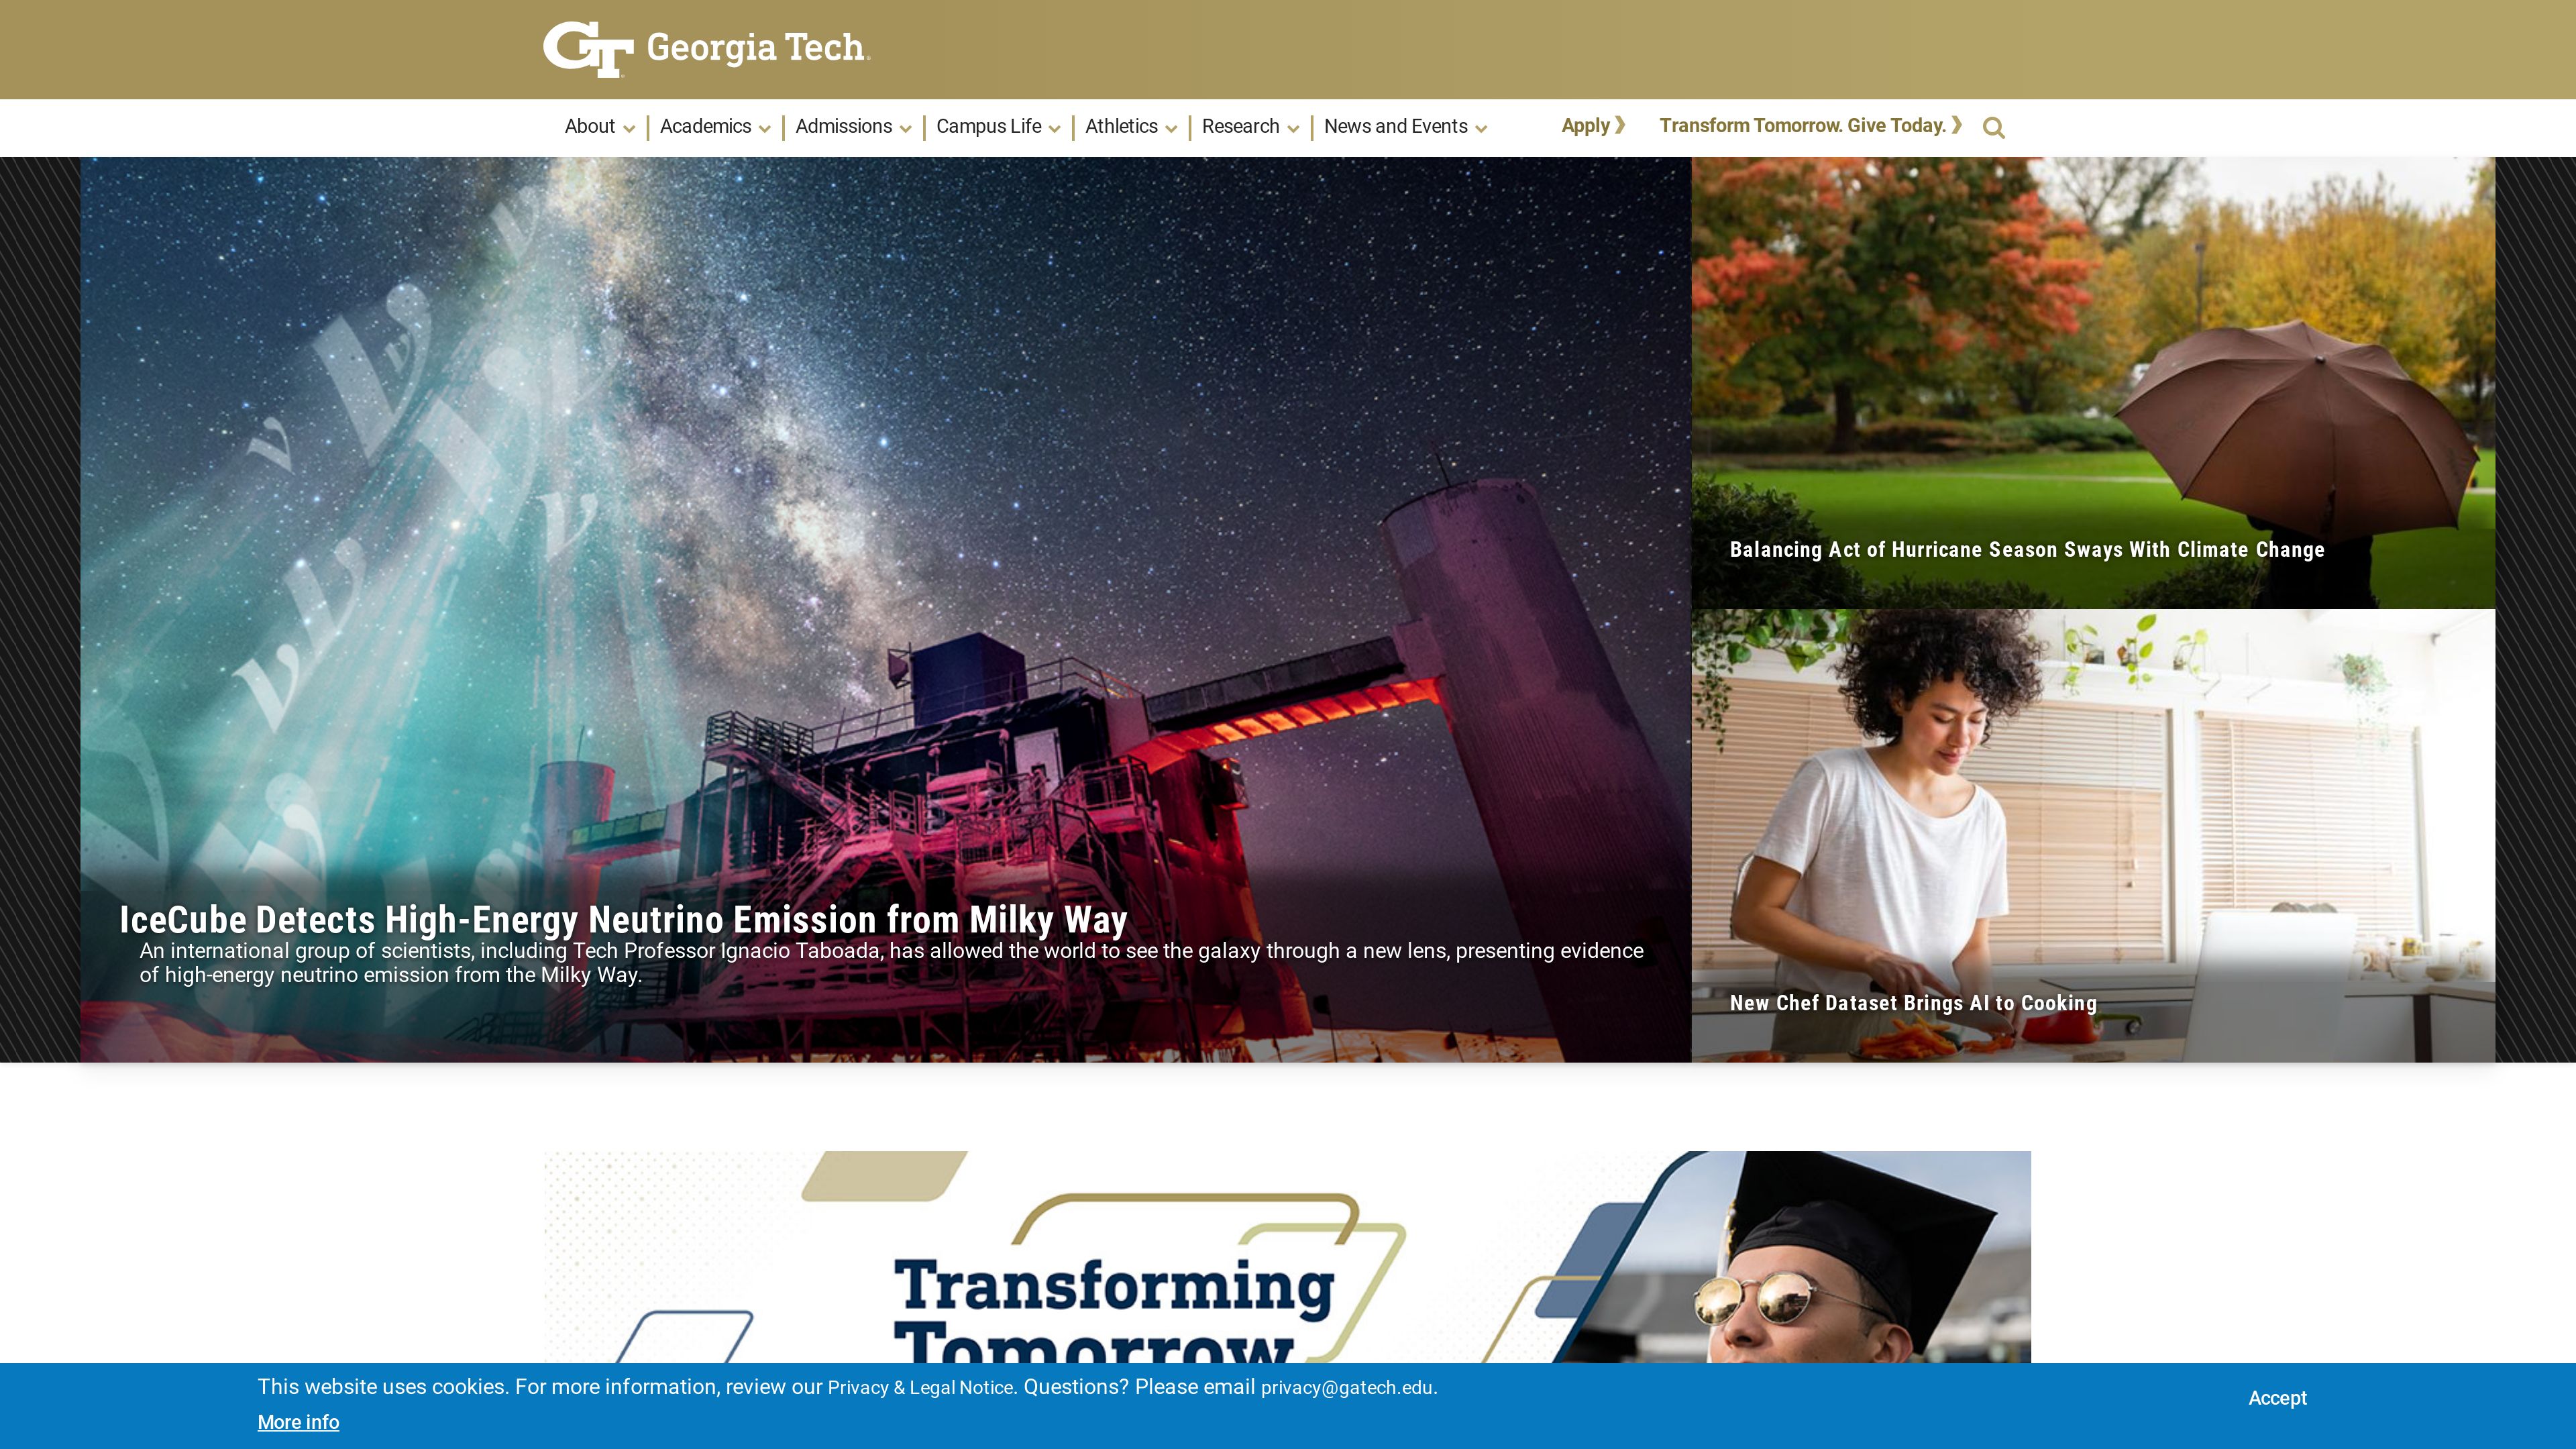 GT Georgia Tech
About
Academics
Admissions
Campus Life
Athletics
Research
News and Events
Apply
Transform Tomorrow. Give Today.
IceCube Detects High-Energy Neutrino Emission from Milky Way
An international group of scientists, including Tech Professor Ignacio Taboada, has allowed the world to see the galaxy through a new lens, presenting evidence
of high-energy neutrino emission from the Milky Way.
Balancing Act of Hurricane Season Sways With Climate Change
New Chef Dataset Brings AI to Cooking
Transforming
Tomorrow
This website uses cookies. For more information, review our Privacy & Legal Notice. Questions? Please email privacy@gatech.edu.
More info
Accept